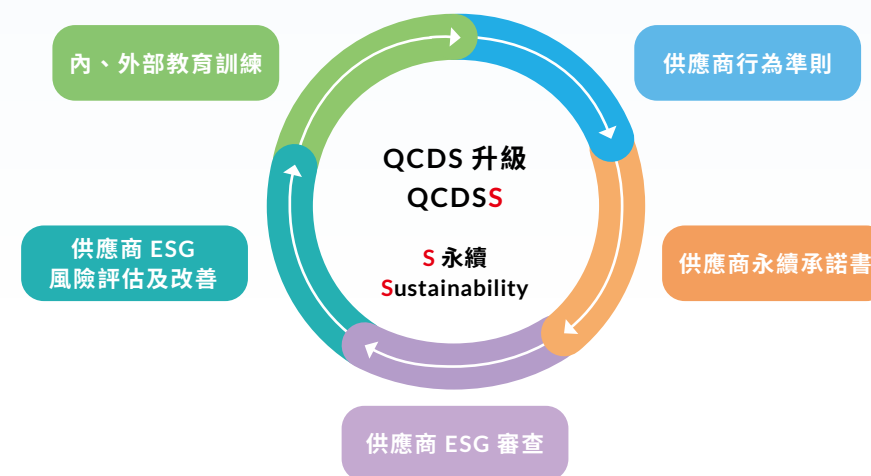 內、外部教育訓練
供應商行為準則
QCDS 升級
QCDSS
S 永續
Sustainability
供應商 ESG
風險評估及改善
供應商永續承諾書
供應商 ESG 審查